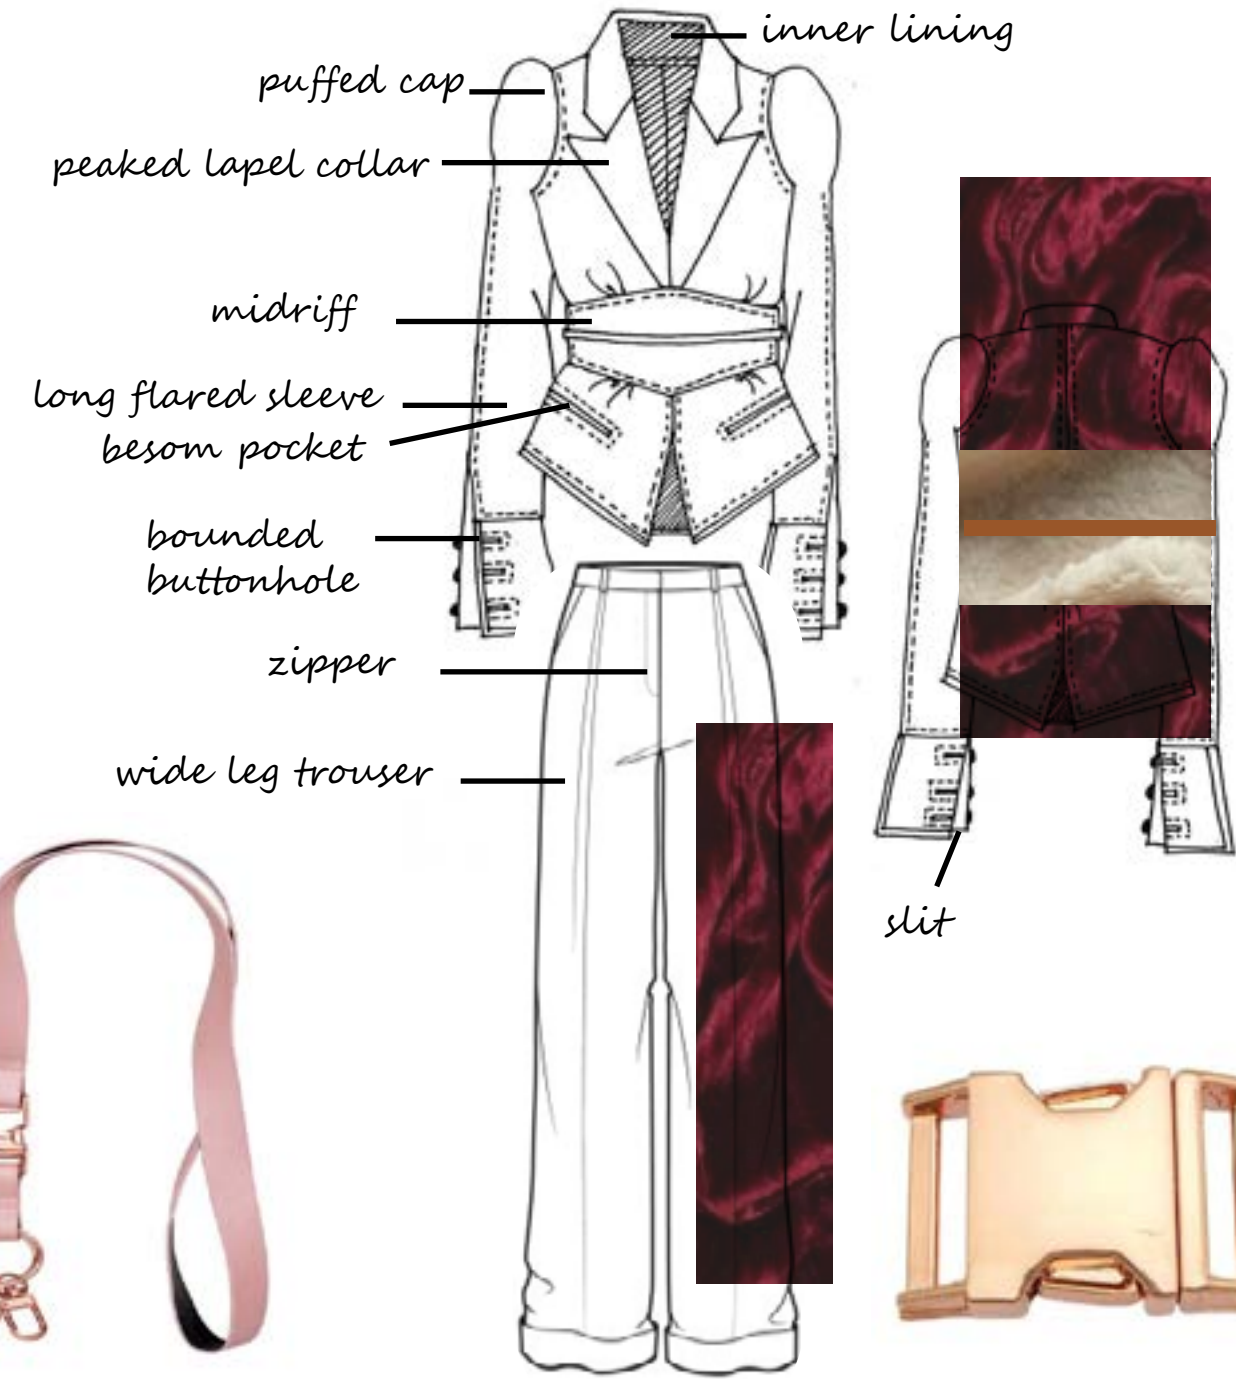 inner lining
puffed cap
peaked lapel collar
midriff
long flared sleeve
besom pocket
bounded
buttonhole
zipper
wide leg trouser
slit